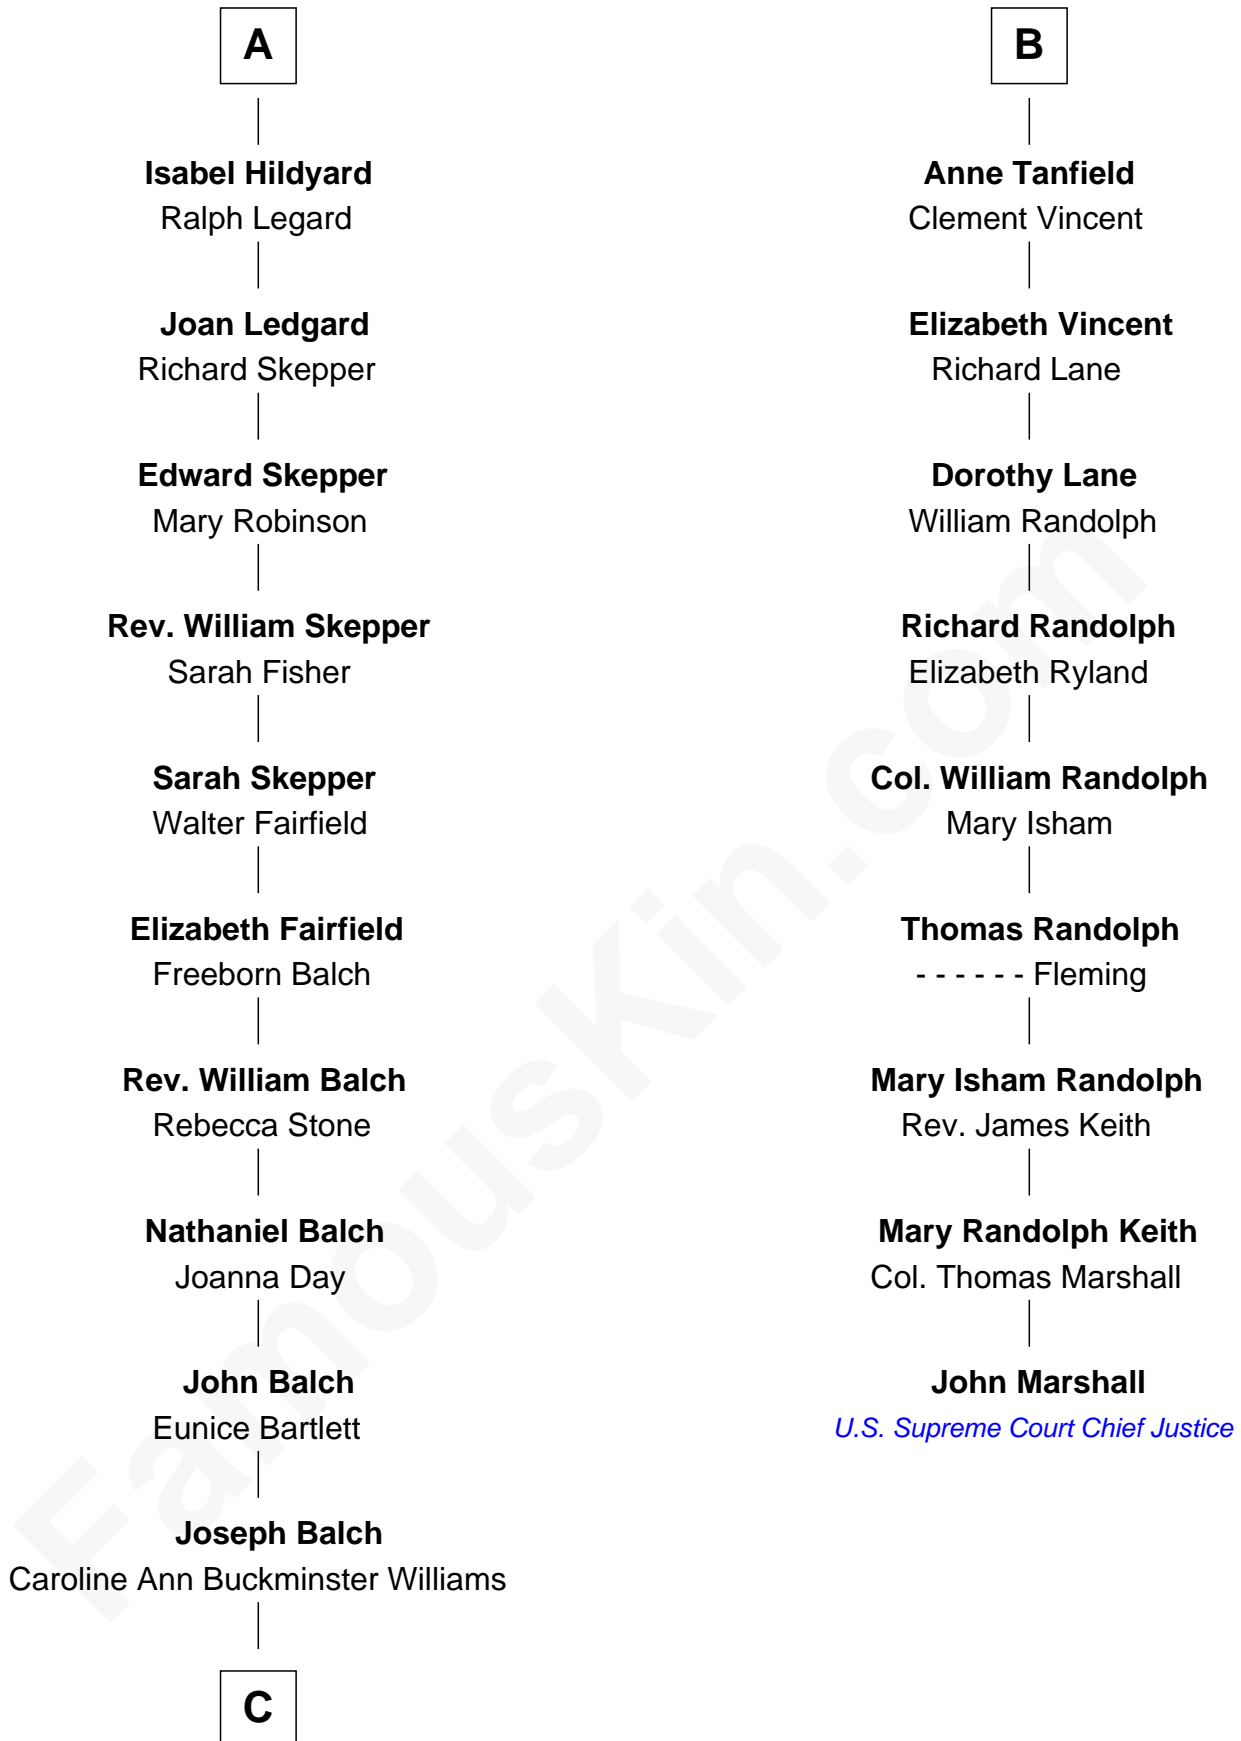 A
Isabel Hildyard
Ralph Legard
Joan Ledgard
Richard Skepper
Edward Skepper
Mary Robinson
Rev. William Skepper
Sarah Fisher
Sarah Skepper
Walter Fairfield
Elizabeth Fairfield
Freeborn Balch
Rev. William Balch
Rebecca Stone
Nathaniel Balch
Joanna Day
John Balch
Eunice Bartlett
Joseph Balch
Caroline Ann Buckminster Williams
C
B
Anne Tanfield
Clement Vincent
Elizabeth Vincent
Richard Lane
Dorothy Lane
William Randolph
Richard Randolph
Elizabeth Ryland
Col. William Randolph
Mary Isham
Thomas Randolph
- - - - - - Fleming
Mary Isham Randolph
Rev. James Keith
Mary Randolph Keith
Col. Thomas Marshall
John Marshall
U.S. Supreme Court Chief Justice
FamousKin.com